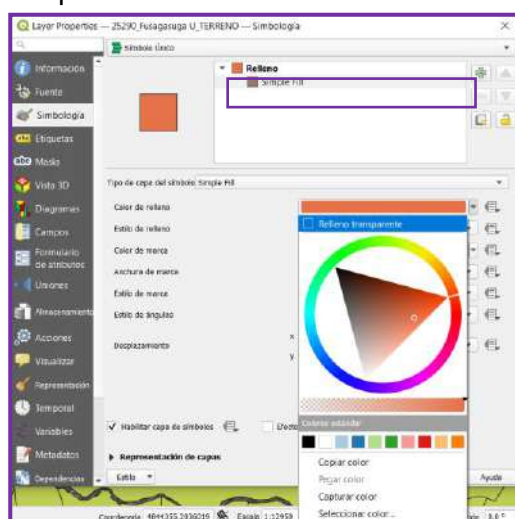 Layer Properties — 25290_Fusagasuga U_TERRENO — Simbología
Símbolo Único
Información
Fuente
Simbología
Etiquetas
Masks
Vista 3D
Diagramas
Campos
Formulario
de atributos
Uniones
Almacenamiento
Acciones
Visualizar
Representación
Temporal
Variables
Metadatos
Dependencias
Relleno
Simple Fill
Tipo de capa del símbolo Simple Fill
Color de relleno
Estilo de relleno
Color de marca
Anchura de marca
Estilo de marca
Estilo de ángulos
Desplazamiento
x
y
Relleno transparente
Colores estándar
Copiar color
Pegar color
Capturar color
Seleccionar color...
Habilitar capa de símbolos
Representación de capas
Estilo
Ayuda
Coordenada
Escala 1:12959
0,0 °